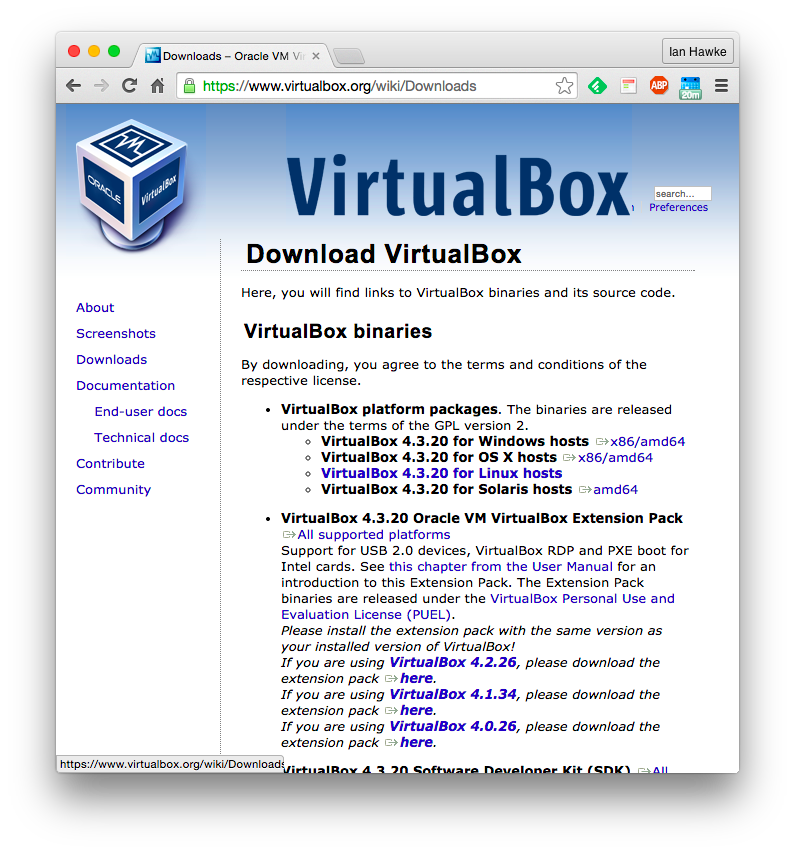 Downloads – Oracle VM Vir
Ian Hawke
https://www.virtualbox.org/wiki/Downloads
ABP
20m
ORACLE
VirtualBox
VirtualBox
search...
Preferences
About
Screenshots
Downloads
Documentation
End-user docs
Technical docs
Contribute
Community
Download VirtualBox
Here, you will find links to VirtualBox binaries and its source code.
VirtualBox binaries
By downloading, you agree to the terms and conditions of the
respective license.
• VirtualBox platform packages. The binaries are released
under the terms of the GPL version 2.
◦ VirtualBox 4.3.20 for Windows hosts x86/amd64
◦ VirtualBox 4.3.20 for OS X hosts x86/amd64
◦ VirtualBox 4.3.20 for Linux hosts
◦ VirtualBox 4.3.20 for Solaris hosts amd64
• VirtualBox 4.3.20 Oracle VM VirtualBox Extension Pack
All supported platforms
Support for USB 2.0 devices, VirtualBox RDP and PXE boot for
Intel cards. See this chapter from the User Manual for an
introduction to this Extension Pack. The Extension Pack
binaries are released under the VirtualBox Personal Use and
Evaluation License (PUEL).
Please install the extension pack with the same version as
your installed version of VirtualBox!
If you are using VirtualBox 4.2.26, please download the
extension pack here.
If you are using VirtualBox 4.1.34, please download the
extension pack here.
If you are using VirtualBox 4.0.26, please download the
extension pack here.
VirtualBox 4.3.20 Software Developer Kit (SDK) All
https://www.virtualbox.org/wiki/Downloads